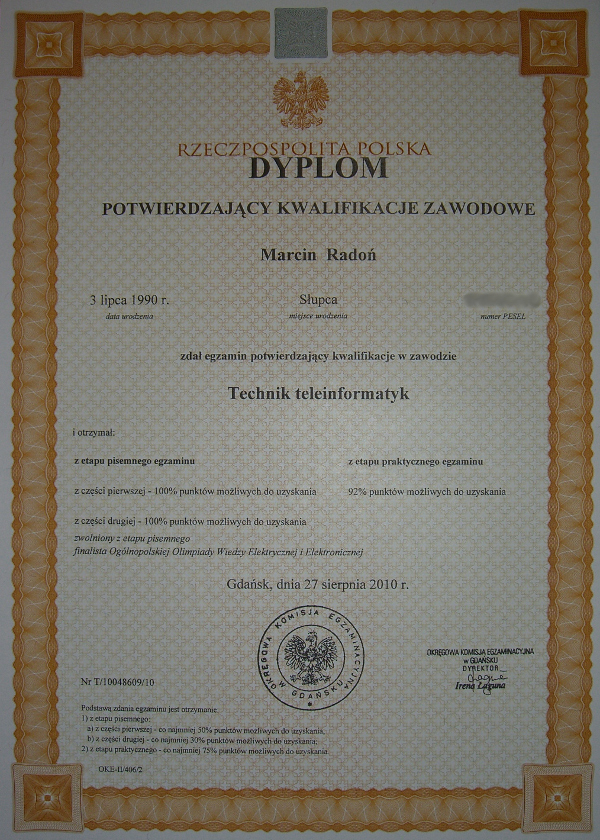 RZECZPOSPOLITA POLSKA
DYPLOM
POTWIERDZAJĄCY KWALIFIKACJE ZAWODOWE
Marcin Radoń
3 lipca 1990 r. Słupca
data urodzenia miejsce urodzenia numer PESEL
zdał egzamin potwierdzający kwalifikacje w zawodzie
Technik teleinformatyk
i otrzymał:
z etapu pisemnego egzaminu z etapu praktycznego egzaminu
z części pierwszej - 100% punktów możliwych do uzyskania 92% punktów możliwych do uzyskania
z części drugiej - 100% punktów możliwych do uzyskania
zwolniony z etapu pisemnego
finalista Ogólnopolskiej Olimpiady Wiedzy Elektrycznej i Elektronicznej
Gdańsk, dnia 27 sierpnia 2010 r.
OKRĘGOWA KOMISJA EGZAMINACYJNA
W GDAŃSKU
OKRĘGOWA KOMISJA EGZAMINACYJNA
w GDAŃSKU
DYREKTOR
Irena Łaguna
Nr T/10048609/10
Podstawą zdania egzaminu jest otrzymanie:
1) z etapu pisemnego:
a) z części pierwszej - co najmniej 50% punktów możliwych do uzyskania,
b) z części drugiej - co najmniej 30% punktów możliwych do uzyskania;
2) z etapu praktycznego - co najmniej 75% punktów możliwych do uzyskania.
OKE-II/406/2